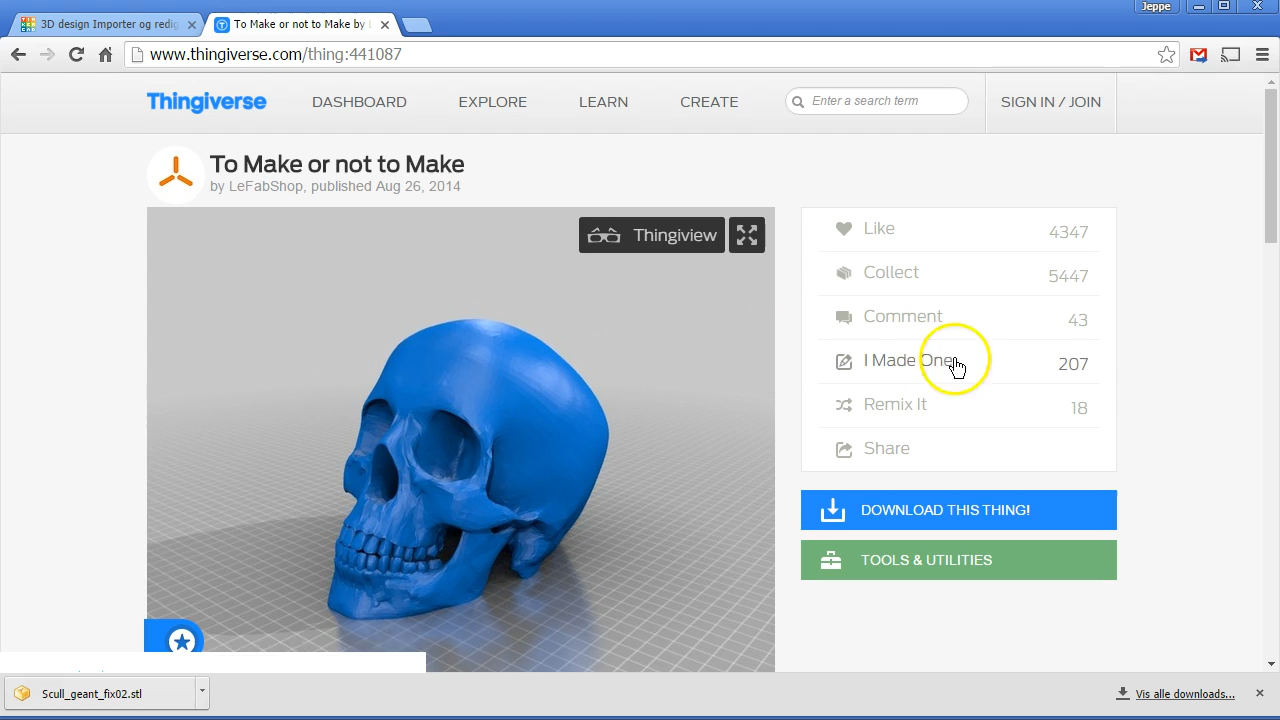 Jeppe
3D design Importer og redig
To Make or not to Make by
www.thingiverse.com/thing:441087
Thingiverse
DASHBOARD
EXPLORE
LEARN
CREATE
Enter a search term
SIGN IN / JOIN
To Make or not to Make
by LeFabShop, published Aug 26, 2014
Thingiview
Like 4347
Collect 5447
Comment 43
I Made One 207
Remix It 18
Share
DOWNLOAD THIS THING!
TOOLS & UTILITIES
Scull_geant_fix02.stl
Vis alle downloads...